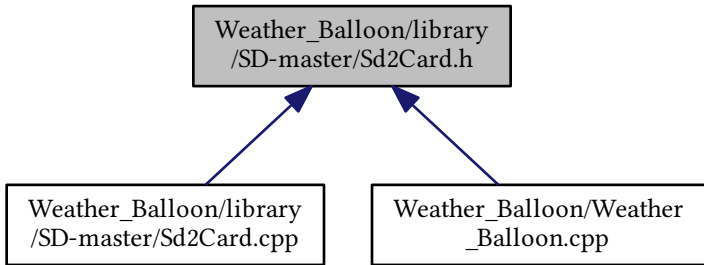 Weather_Balloon/library
/SD-master/Sd2Card.h
Weather_Balloon/library
/SD-master/Sd2Card.cpp
Weather_Balloon/Weather
_Balloon.cpp